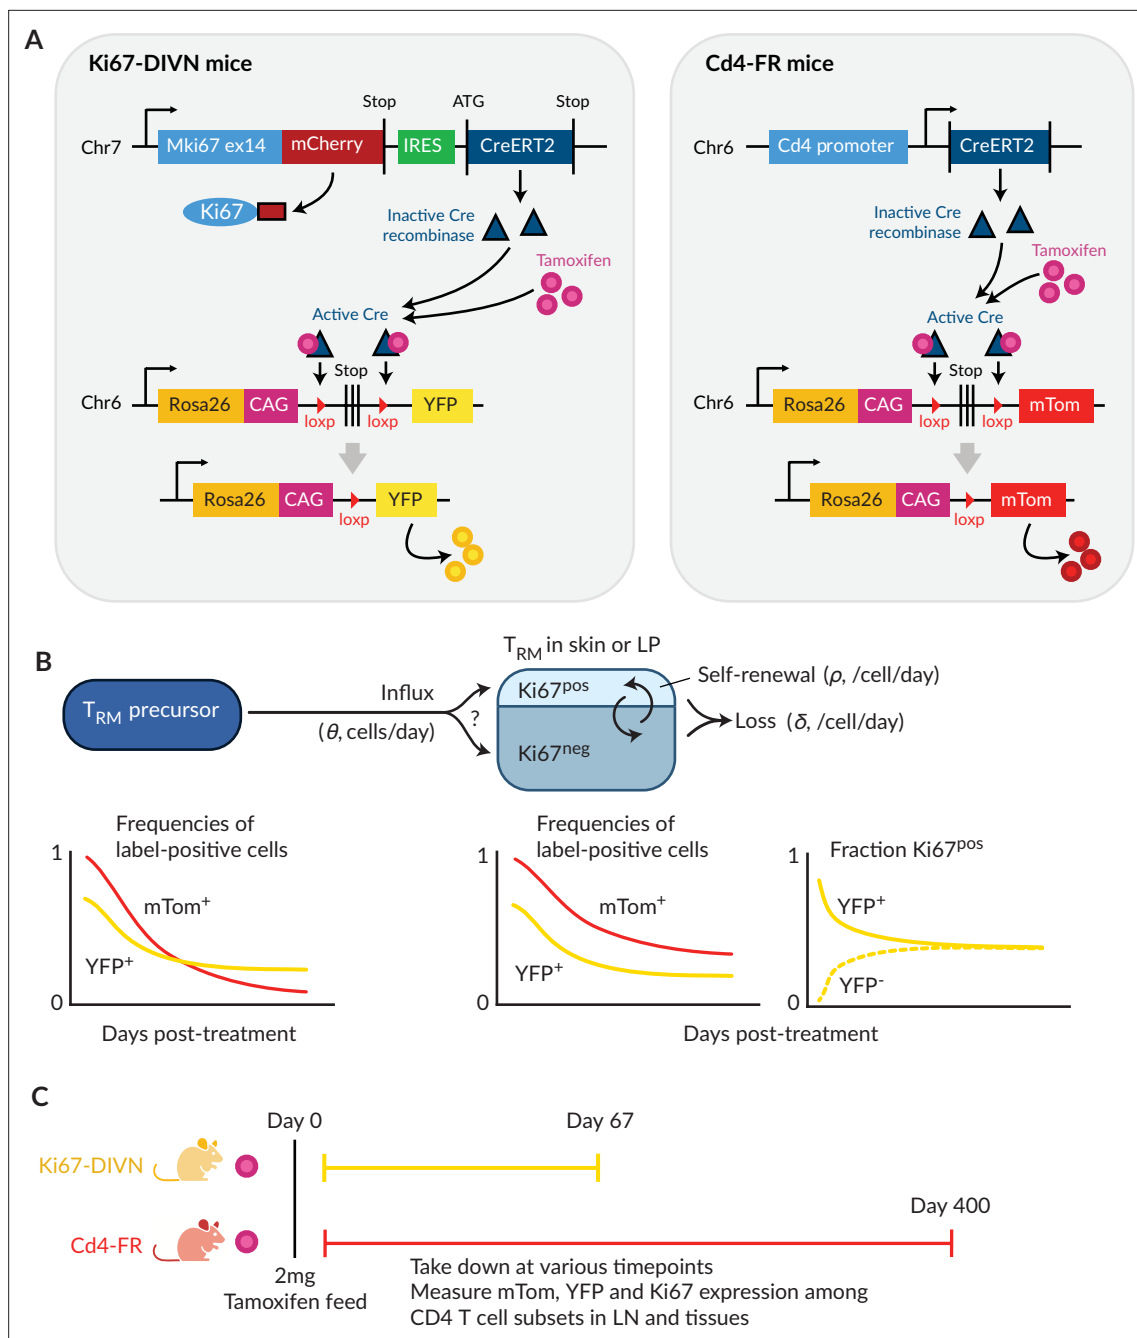 A
Ki67-DIVN mice
Stop
ATG
Stop
Chr7
Mki67 ex14
mCherry
IRES
CreERT2
Ki67
Inactive Cre
recombinase
Tamoxifen
Active Cre
Stop
Chr6
Rosa26
CAG
loxp
loxp
YFP
Rosa26
CAG
loxp
YFP
Cd4-FR mice
Chr6
Cd4 promoter
CreERT2
Inactive Cre
recombinase
Tamoxifen
Active Cre
Stop
Chr6
Rosa26
CAG
loxp
loxp
mTom
Rosa26
CAG
loxp
mTom
B
TRM precursor
Influx
(θ, cells/day)
?
TRM in skin or LP
Ki67pos
Ki67neg
Self-renewal (ρ, /cell/day)
Loss (δ, /cell/day)
Frequencies of
label-positive cells
1
mTom+
YFP+
0
Days post-treatment
Frequencies of
label-positive cells
1
mTom+
YFP+
0
Fraction Ki67pos
1
YFP+
YFP-
0
Days post-treatment
C
Day 0
Day 67
Ki67-DIVN
Day 400
Cd4-FR
2mg
Tamoxifen feed
Take down at various timepoints
Measure mTom, YFP and Ki67 expression among
CD4 T cell subsets in LN and tissues